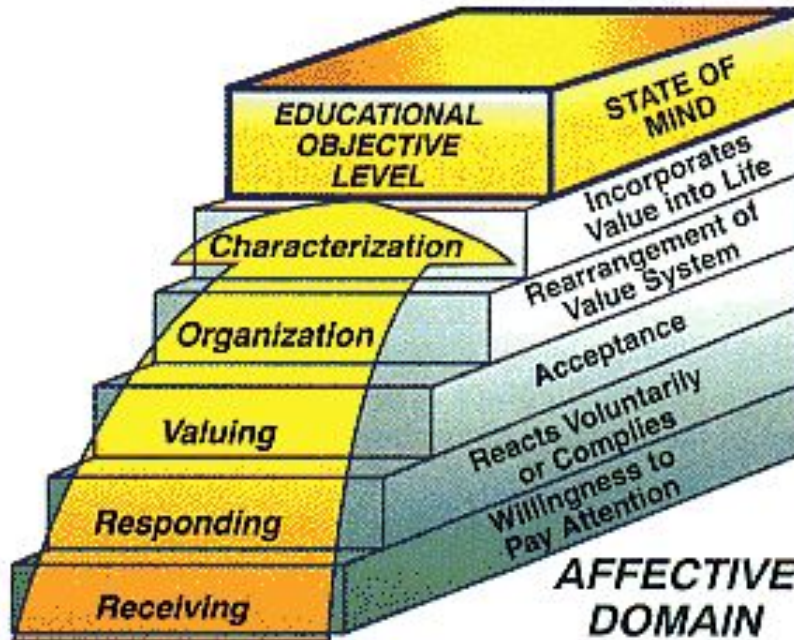 EDUCATIONAL
OBJECTIVE
LEVEL
STATE OF
MIND
Characterization
Incorporates
Value into Life
Organization
Rearrangement of
Value System
Valuing
Acceptance
Responding
Reacts Voluntarily
or Complies
Receiving
Willingness to
Pay Attention
AFFECTIVE
DOMAIN